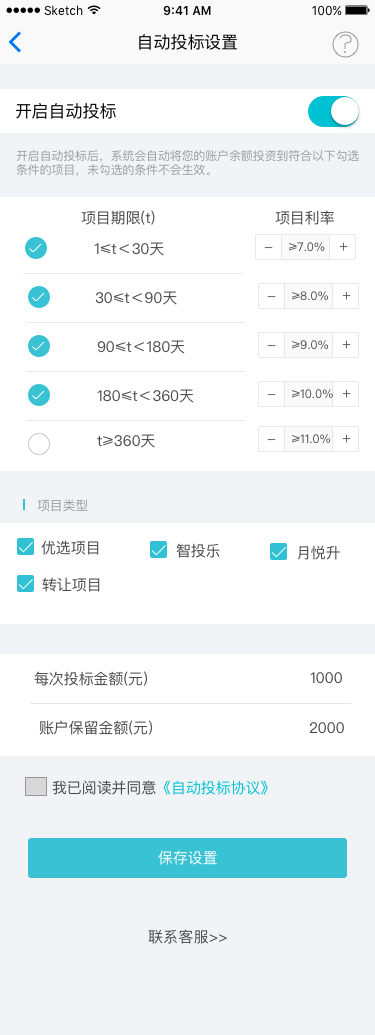 Sketch 9:41 AM 100%
自动投标设置
开启自动投标
开启自动投标后，系统会自动将您的账户余额投资到符合以下勾选
条件的项目，未勾选的条件不会生效。
项目期限(t) 项目利率
1≤t＜30天 － ≥7.0% ＋
30≤t＜90天 － ≥8.0% ＋
90≤t＜180天 － ≥9.0% ＋
180≤t＜360天 － ≥10.0% ＋
t≥360天 － ≥11.0% ＋
项目类型
优选项目 智投乐 月悦升
转让项目
每次投标金额(元) 1000
账户保留金额(元) 2000
我已阅读并同意《自动投标协议》
保存设置
联系客服>>